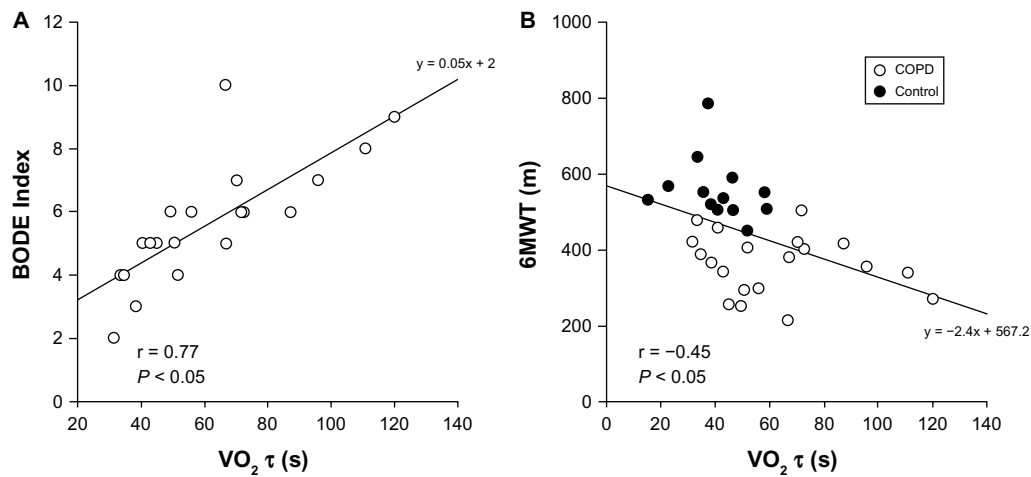 A
12
10
8
6
4
2
0
BODE Index
y = 0.05x + 2
r = 0.77
P < 0.05
20 40 60 80 100 120 140
VO2 τ (s)
B
1000
800
600
400
200
0
6MWT (m)
COPD
Control
y = −2.4x + 567.2
r = −0.45
P < 0.05
0 20 40 60 80 100 120 140
VO2 τ (s)